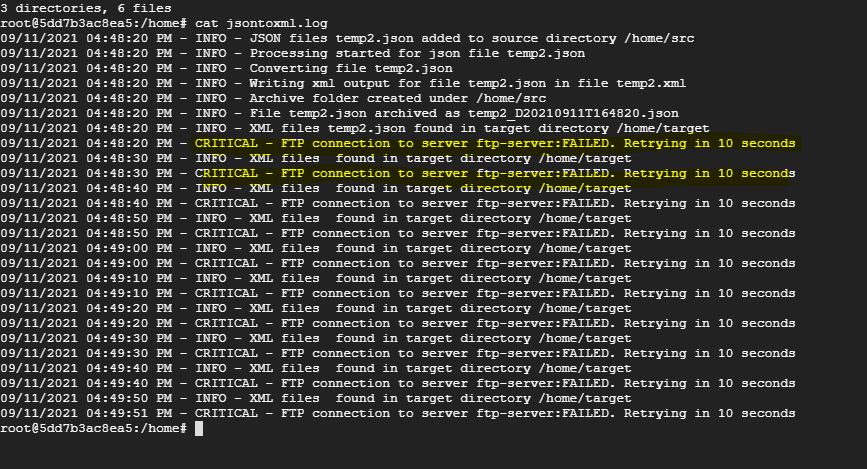 3 directories, 6 files
root@5dd7b3ac8ea5:/home# cat jsontoxml.log
09/11/2021 04:48:20 PM - INFO - JSON files temp2.json added to source directory /home/src
09/11/2021 04:48:20 PM - INFO - Processing started for json file temp2.json
09/11/2021 04:48:20 PM - INFO - Converting file temp2.json
09/11/2021 04:48:20 PM - INFO - Writing xml output for file temp2.json in file temp2.xml
09/11/2021 04:48:20 PM - INFO - Archive folder created under /home/src
09/11/2021 04:48:20 PM - INFO - File temp2.json archived as temp2_D20210911T164820.json
09/11/2021 04:48:20 PM - INFO - XML files temp2.json found in target directory /home/target
09/11/2021 04:48:20 PM - CRITICAL - FTP connection to server ftp-server:FAILED. Retrying in 10 seconds
09/11/2021 04:48:30 PM - INFO - XML files  found in target directory /home/target
09/11/2021 04:48:30 PM - CRITICAL - FTP connection to server ftp-server:FAILED. Retrying in 10 seconds
09/11/2021 04:48:40 PM - INFO - XML files  found in target directory /home/target
09/11/2021 04:48:40 PM - CRITICAL - FTP connection to server ftp-server:FAILED. Retrying in 10 seconds
09/11/2021 04:48:50 PM - INFO - XML files  found in target directory /home/target
09/11/2021 04:48:50 PM - CRITICAL - FTP connection to server ftp-server:FAILED. Retrying in 10 seconds
09/11/2021 04:49:00 PM - INFO - XML files  found in target directory /home/target
09/11/2021 04:49:00 PM - CRITICAL - FTP connection to server ftp-server:FAILED. Retrying in 10 seconds
09/11/2021 04:49:10 PM - INFO - XML files  found in target directory /home/target
09/11/2021 04:49:10 PM - CRITICAL - FTP connection to server ftp-server:FAILED. Retrying in 10 seconds
09/11/2021 04:49:20 PM - INFO - XML files  found in target directory /home/target
09/11/2021 04:49:20 PM - CRITICAL - FTP connection to server ftp-server:FAILED. Retrying in 10 seconds
09/11/2021 04:49:30 PM - INFO - XML files  found in target directory /home/target
09/11/2021 04:49:30 PM - CRITICAL - FTP connection to server ftp-server:FAILED. Retrying in 10 seconds
09/11/2021 04:49:40 PM - INFO - XML files  found in target directory /home/target
09/11/2021 04:49:40 PM - CRITICAL - FTP connection to server ftp-server:FAILED. Retrying in 10 seconds
09/11/2021 04:49:50 PM - INFO - XML files  found in target directory /home/target
09/11/2021 04:49:51 PM - CRITICAL - FTP connection to server ftp-server:FAILED. Retrying in 10 seconds
root@5dd7b3ac8ea5:/home#